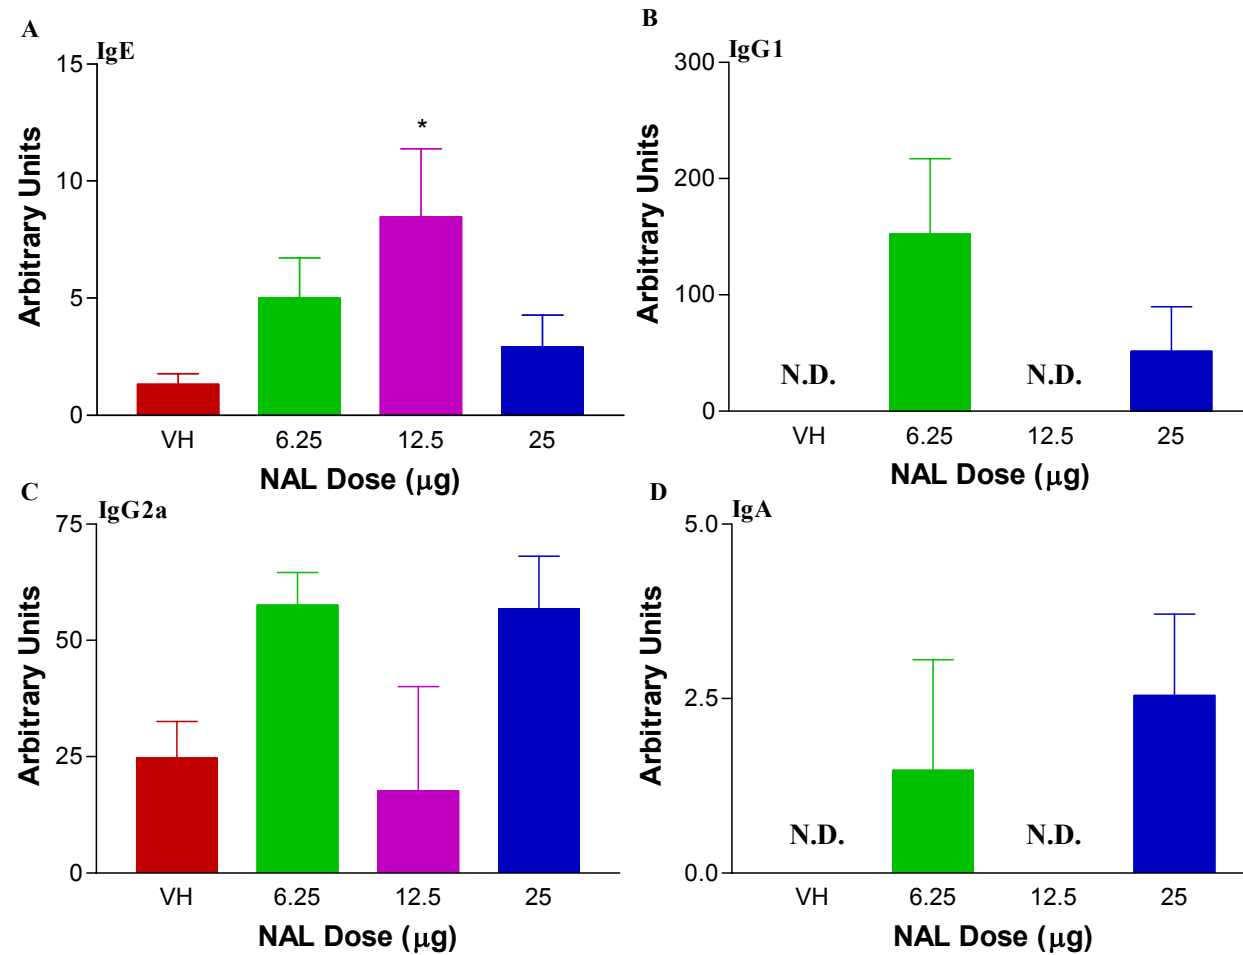 A
IgE
15
10
5
0
Arbitrary Units
*
VH 6.25 12.5 25
NAL Dose (μg)
B
IgG1
300
200
100
0
Arbitrary Units
N.D. N.D.
VH 6.25 12.5 25
NAL Dose (μg)
C
IgG2a
75
50
25
0
Arbitrary Units
VH 6.25 12.5 25
NAL Dose (μg)
D
IgA
5.0
2.5
0.0
Arbitrary Units
N.D. N.D.
VH 6.25 12.5 25
NAL Dose (μg)